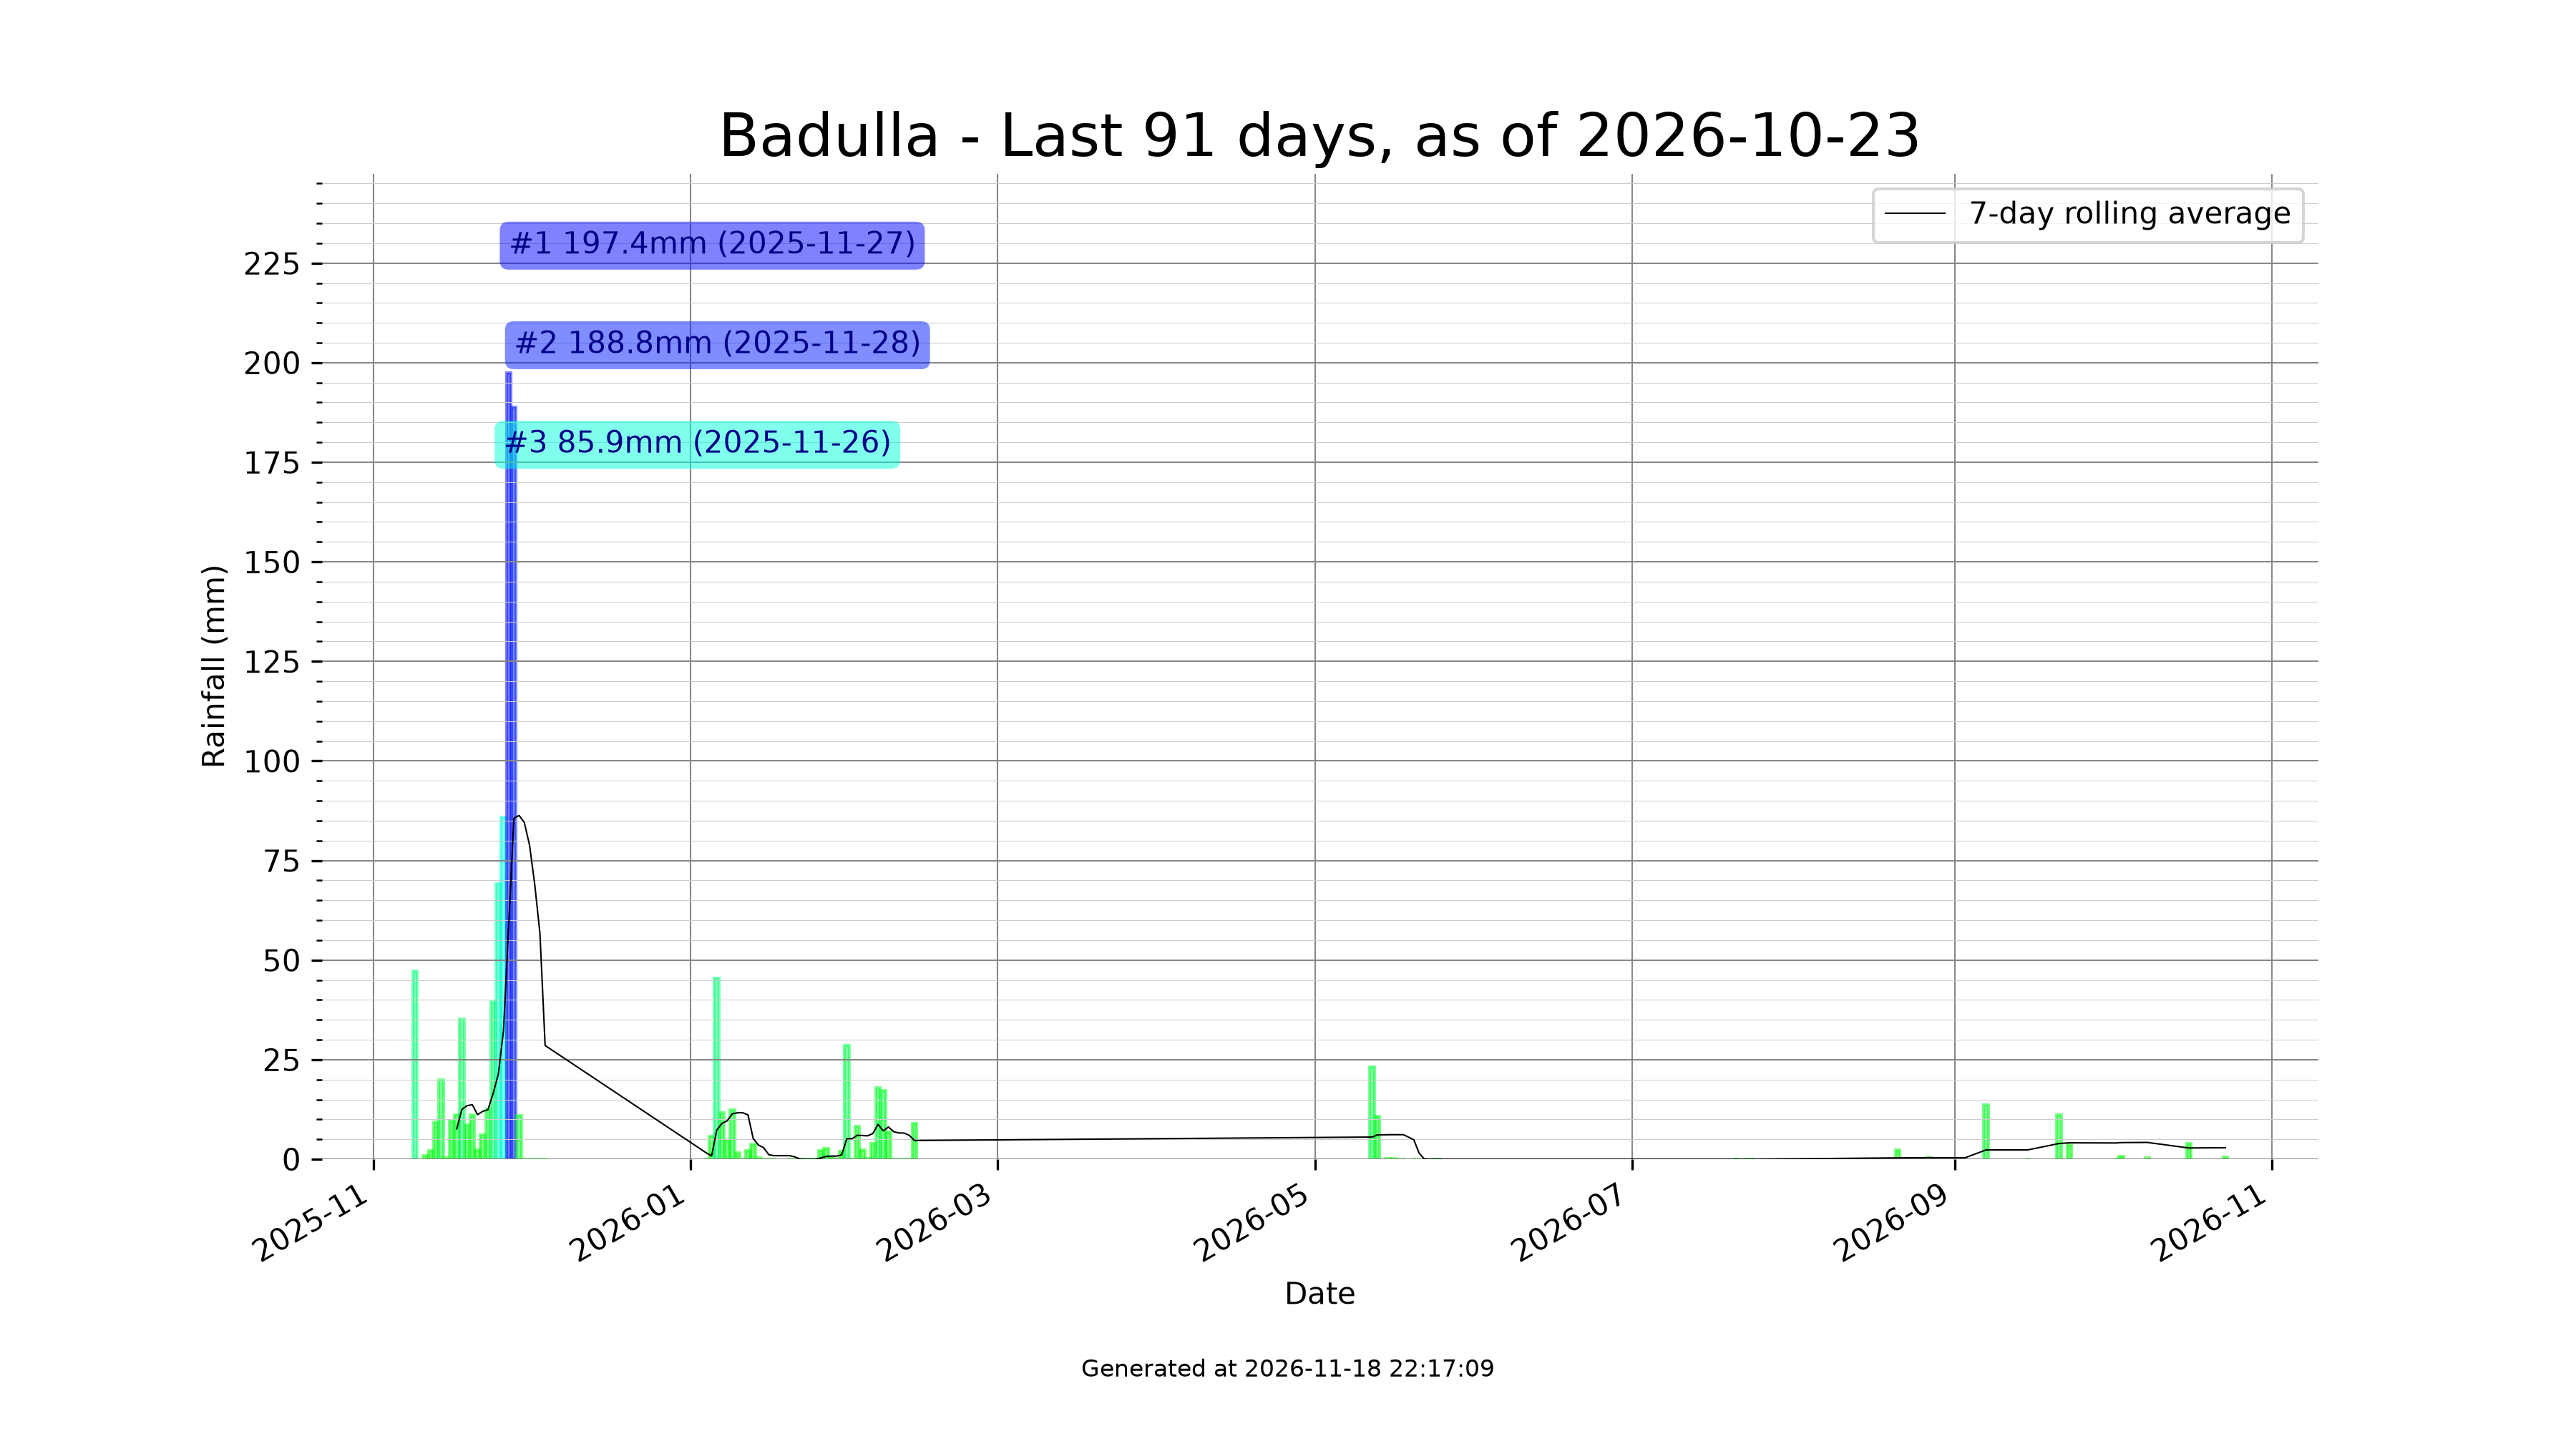 Badulla - Last 91 days, as of 2026-10-23
7-day rolling average
#1 197.4mm (2025-11-27)
#2 188.8mm (2025-11-28)
#3 85.9mm (2025-11-26)
225
200
175
150
125
100
75
50
25
0
Rainfall (mm)
2025-11
2026-01
2026-03
2026-05
2026-07
2026-09
2026-11
Date
Generated at 2026-11-18 22:17:09